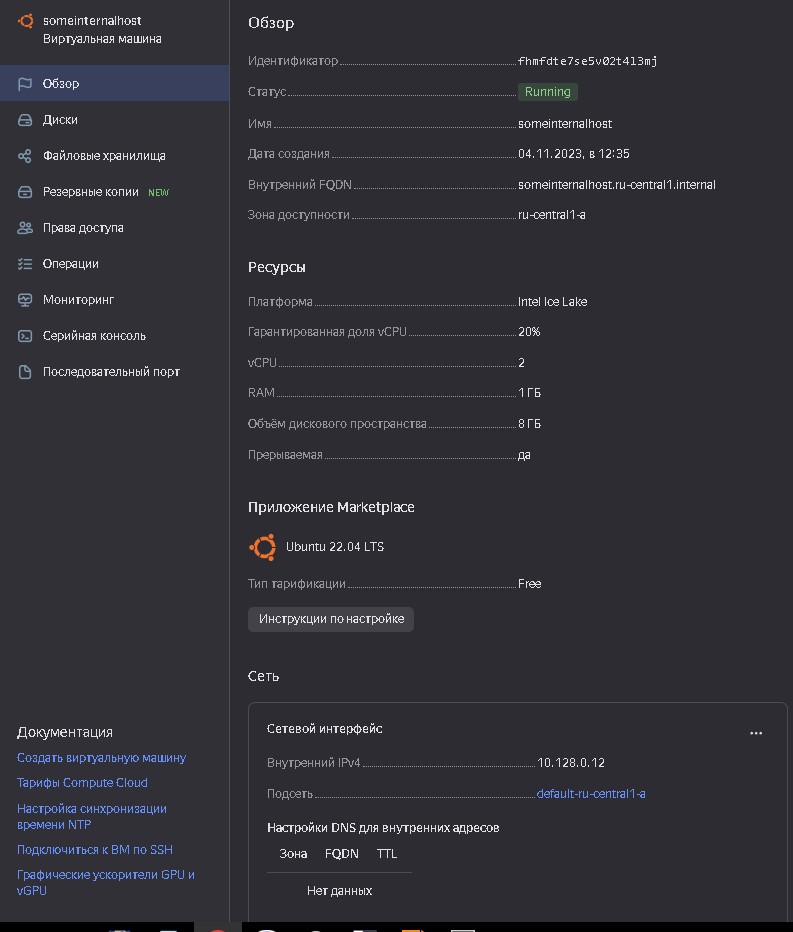 someinternalhost
Виртуальная машина
Обзор
Диски
Файловые хранилища
Резервные копии NEW
Права доступа
Операции
Мониторинг
Серийная консоль
Последовательный порт
Документация
Создать виртуальную машину
Тарифы Compute Cloud
Настройка синхронизации
времени NTP
Подключиться к ВМ по SSH
Графические ускорители GPU и
vGPU
Обзор
Идентификатор fhmfdte7se5v02t4l3mj
Статус Running
Имя someinternalhost
Дата создания 04.11.2023, в 12:35
Внутренний FQDN someinternalhost.ru-central1.internal
Зона доступности ru-central1-a
Ресурсы
Платформа Intel Ice Lake
Гарантированная доля vCPU 20%
vCPU 2
RAM 1 ГБ
Объём дискового пространства 8 ГБ
Прерываемая да
Приложение Marketplace
Ubuntu 22.04 LTS
Тип тарификации Free
Инструкции по настройке
Сеть
Сетевой интерфейс
Внутренний IPv4 10.128.0.12
Подсеть default-ru-central1-a
Настройки DNS для внутренних адресов
Зона FQDN TTL
Нет данных